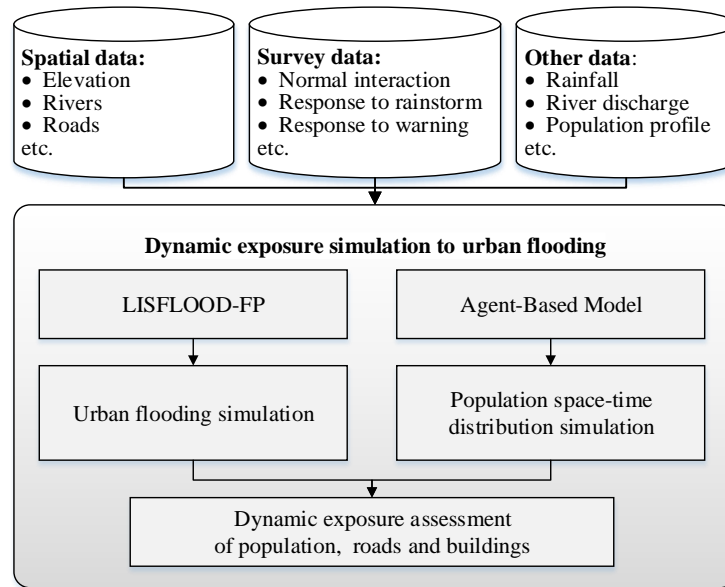 Spatial data:
• Elevation
• Rivers
• Roads
etc.
Survey data:
• Normal interaction
• Response to rainstorm
• Response to warning
etc.
Other data:
• Rainfall
• River discharge
• Population profile
etc.
Dynamic exposure simulation to urban flooding
LISFLOOD-FP
Agent-Based Model
Urban flooding simulation
Population space-time
distribution simulation
Dynamic exposure assessment
of population, roads and buildings